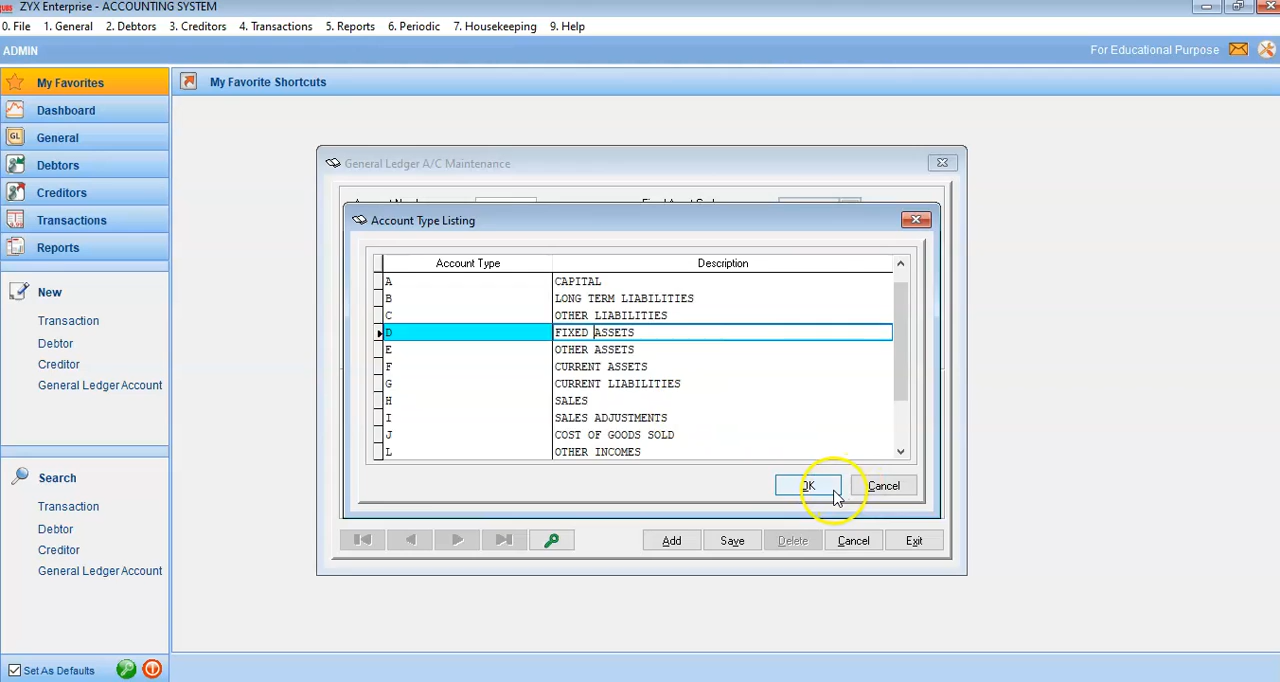 ZYX Enterprise - ACCOUNTING SYSTEM
0. File 1. General 2. Debtors 3. Creditors 4. Transactions 5. Reports 6. Periodic 7. Housekeeping 9. Help
ADMIN
For Educational Purpose
My Favorites
My Favorite Shortcuts
Dashboard
General
Debtors
Creditors
Transactions
Reports
New
Transaction
Debtor
Creditor
General Ledger Account
Search
Transaction
Debtor
Creditor
General Ledger Account
Set As Defaults
General Ledger A/C Maintenance
Account Type Listing
Account Type Description
A CAPITAL
B LONG TERM LIABILITIES
C OTHER LIABILITIES
D FIXED ASSETS
E OTHER ASSETS
F CURRENT ASSETS
G CURRENT LIABILITIES
H SALES
I SALES ADJUSTMENTS
J COST OF GOODS SOLD
L OTHER INCOMES
OK Cancel
Add Save Delete Cancel Exit